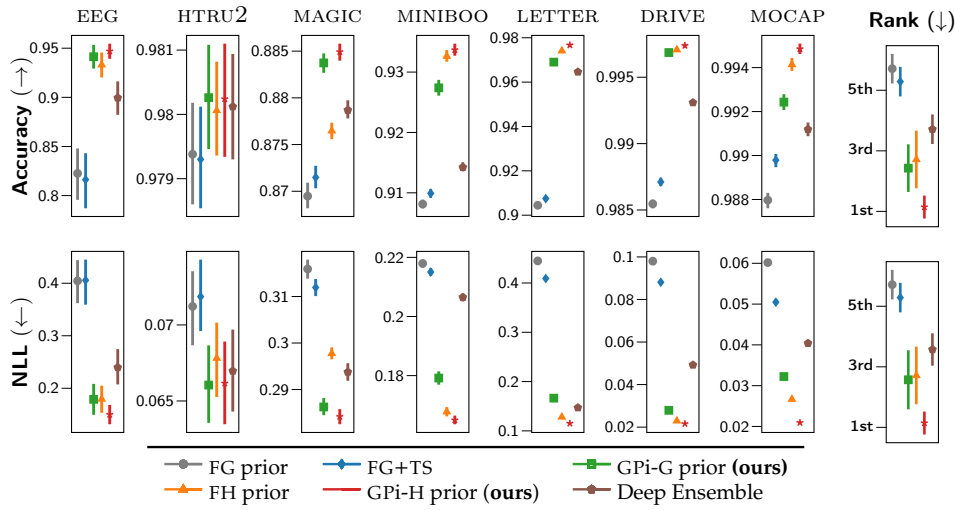 EEG HTRU2 MAGIC MINIBOO LETTER DRIVE MOCAP Rank (↓)
Accuracy (→)
0.95 0.9 0.85 0.8
0.981 0.98 0.979
0.885 0.88 0.875 0.87
0.93 0.92 0.91
0.98 0.96 0.94 0.92 0.9
0.995 0.99 0.985
0.994 0.992 0.99 0.988
5th 3rd 1st
NLL (←)
0.4 0.3 0.2
0.07 0.065
0.31 0.3 0.29
0.22 0.2 0.18
0.4 0.3 0.2 0.1
0.1 0.08 0.06 0.04 0.02
0.06 0.05 0.04 0.03 0.02 0.01 0.00
5th 3rd 1st
FG prior FG+TS GPi-G prior (ours)
FH prior GPi-H prior (ours) Deep Ensemble